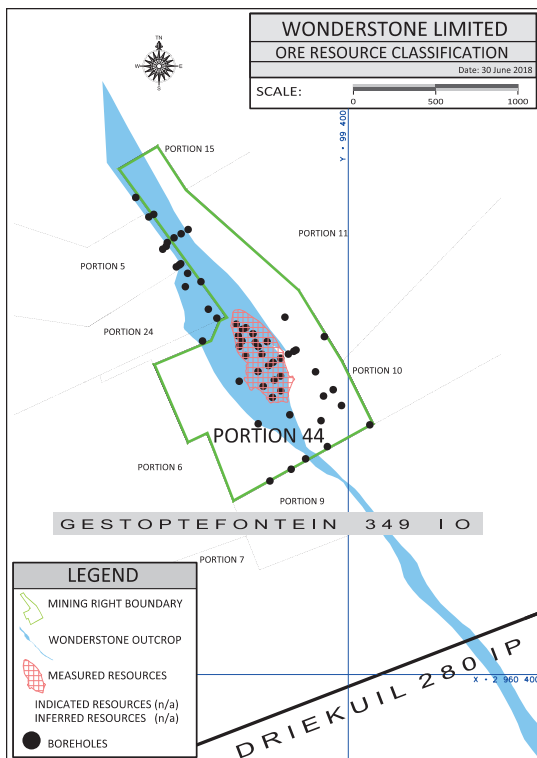 WONDERSTONE LIMITED
ORE RESOURCE CLASSIFICATION
Date: 30 June 2018
SCALE:
0 500 1000
TN
W E
S
Y - 99 400
PORTION 15
PORTION 11
PORTION 5
PORTION 24
PORTION 10
PORTION 44
PORTION 6
PORTION 9
GESTOPTEFONTEIN 349 IO
PORTION 7
LEGEND
MINING RIGHT BOUNDARY
WONDERSTONE OUTCROP
MEASURED RESOURCES
INDICATED RESOURCES (n/a)
INFERRED RESOURCES (n/a)
BOREHOLES
X - 2 960 400
DRIEKUIL 280 IP